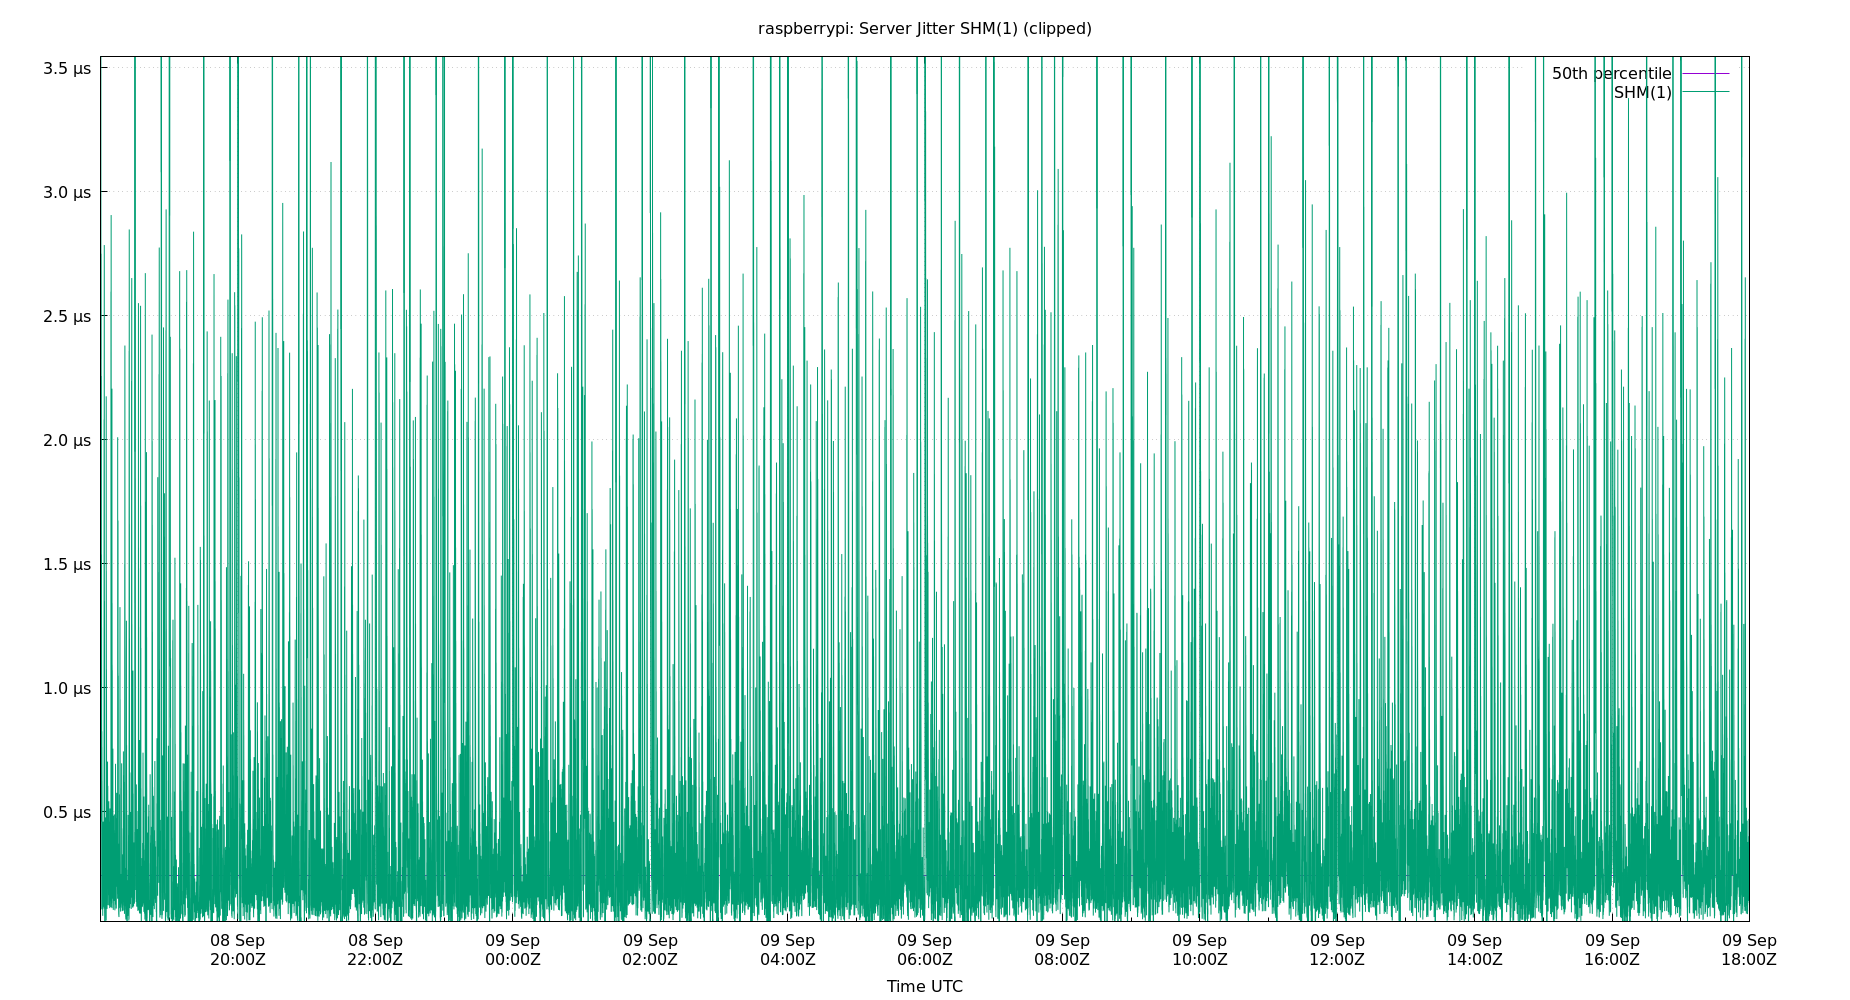 raspberrypi: Server Jitter SHM(1) (clipped)
3.5 µs
3.0 µs
2.5 µs
2.0 µs
1.5 µs
1.0 µs
0.5 µs
50th percentile
SHM(1)
08 Sep 08 Sep 09 Sep 09 Sep 09 Sep 09 Sep 09 Sep 09 Sep 09 Sep 09 Sep 09 Sep 09 Sep
20:00Z 22:00Z 00:00Z 02:00Z 04:00Z 06:00Z 08:00Z 10:00Z 12:00Z 14:00Z 16:00Z 18:00Z
Time UTC